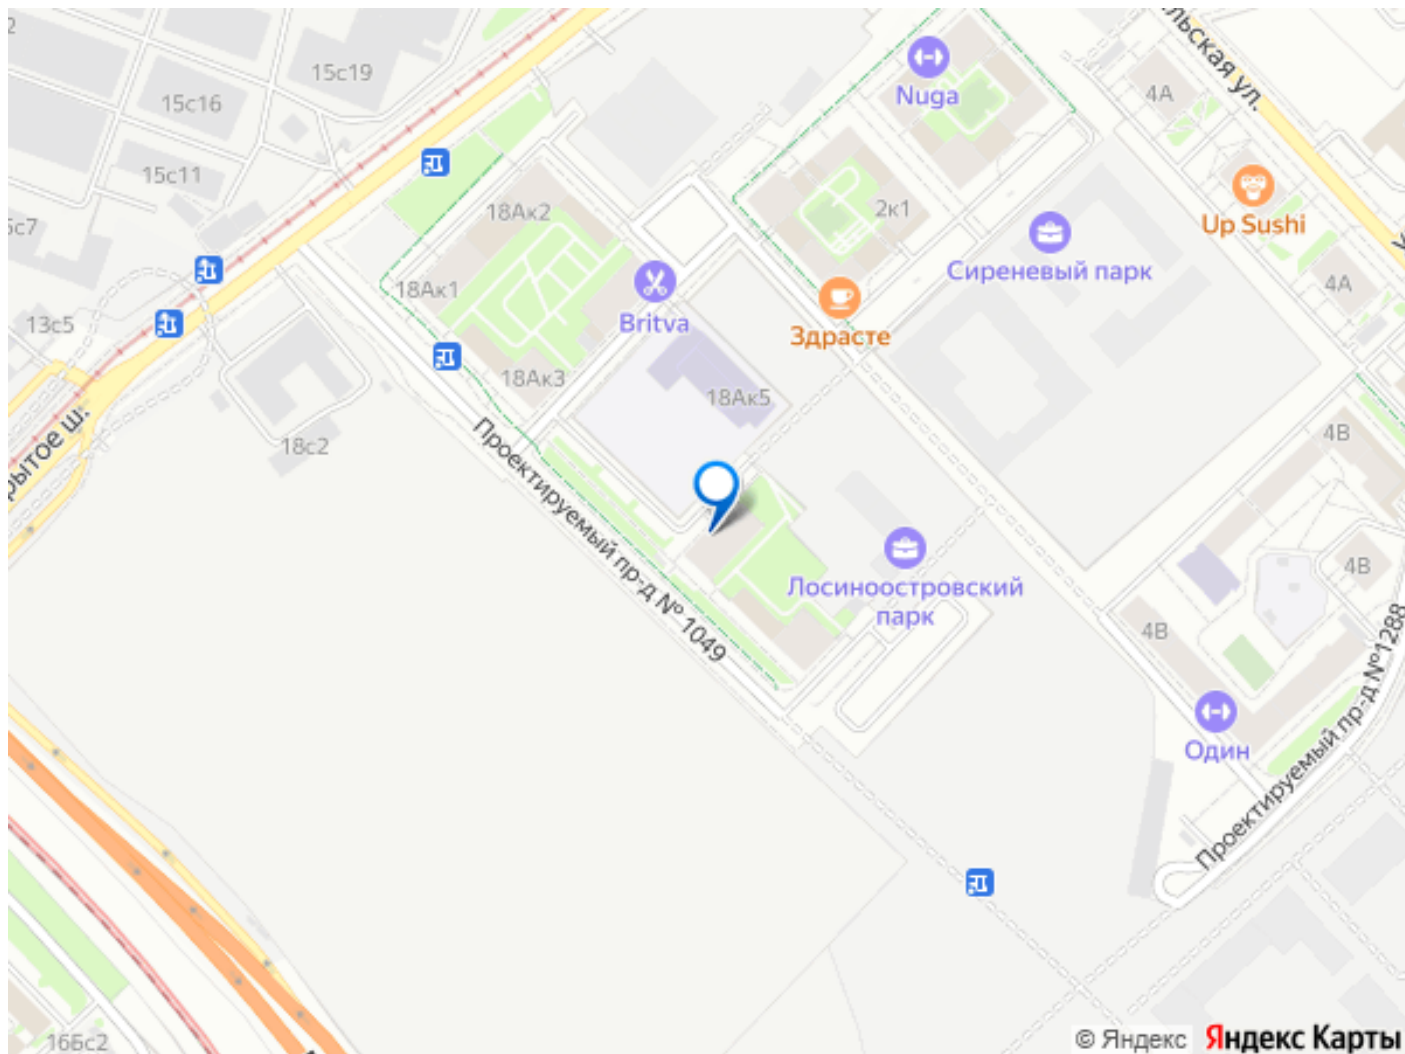 15с19
15с16
15с11
13с5
18Ак2
18Ак1
18Ак3
18с2
Britva
18Ак5
Nuga
2к1
4А
Up Sushi
Сиреневый парк
4А
Здрасте
4В
4В
4В
Проектируемый пр-д № 1049
Лосиноостровский
парк
Один
Проектируемый пр-д №1288
16Бс2
© Яндекс
Яндекс Карты